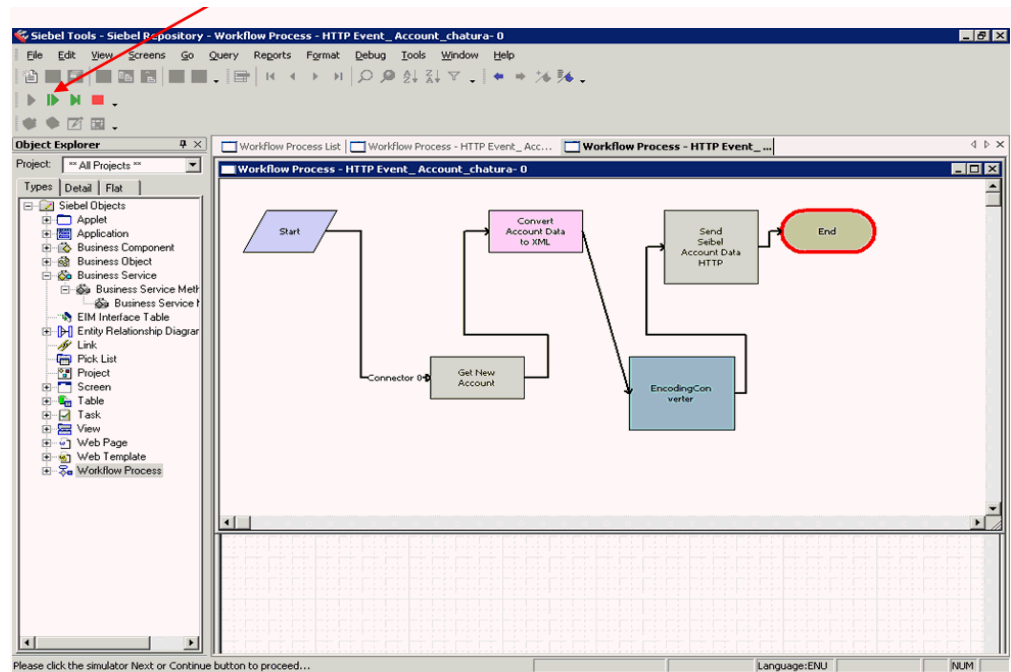 Siebel Tools - Siebel Repository - Workflow Process - HTTP Event_ Account_chatura- 0
File Edit View Screens Go Query Reports Format Debug Tools Window Help
Object Explorer
Project: ** All Projects **
Types Detail Flat
Siebel Objects
Applet
Application
Business Component
Business Object
Business Service
Business Service Meth
Business Service
EIM Interface Table
Entity Relationship Diagrar
Link
Pick List
Project
Screen
Table
Task
View
Web Page
Web Template
Workflow Process
Workflow Process List
Workflow Process - HTTP Event_ Acc...
Workflow Process - HTTP Event_ ...
Workflow Process - HTTP Event_ Account_chatura- 0
Start
Connector 0
Get New
Account
Convert
Account Data
to XML
EncodingCon
verter
Send
Seibel
Account Data
HTTP
End
Please click the simulator Next or Continue button to proceed...
Language:ENU
NUM